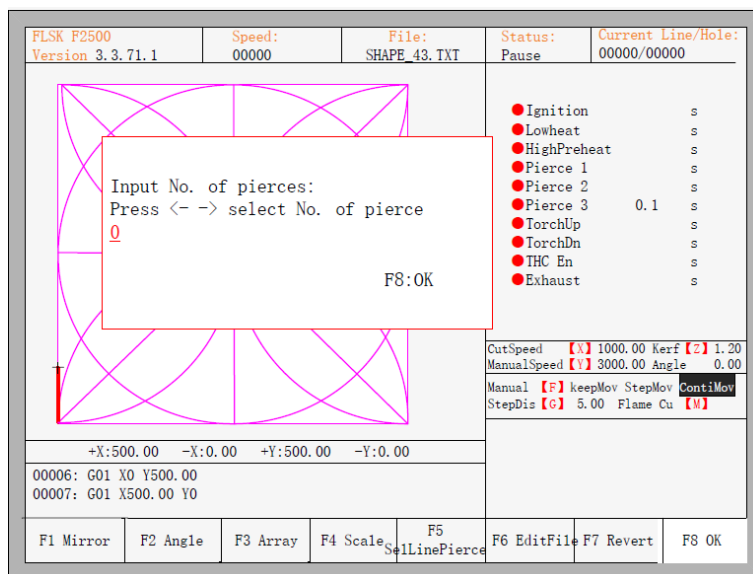 FLSK F2500
Version 3.3.71.1
Speed:
00000
File:
SHAPE_43.TXT
Status:
Pause
Current Line/Hole:
00000/00000
Input No. of pierces:
Press <- -> select No. of pierce
0
F8:OK
Ignition s
Lowheat s
HighPreheat s
Pierce 1 s
Pierce 2 s
Pierce 3 0.1 s
TorchUp s
TorchDn s
THC En s
Exhaust s
CutSpeed 【X】 1000.00 Kerf【Z】1.20
ManualSpeed【Y】3000.00 Angle 0.00
Manual 【F】keepMov StepMov ContiMov
StepDis【G】 5.00 Flame Cu 【M】
+X:500.00 -X:0.00 +Y:500.00 -Y:0.00
00006: G01 X0 Y500.00
00007: G01 X500.00 Y0
F1 Mirror
F2 Angle
F3 Array
F4 Scale
F5
SelLinePierce
F6 EditFile
F7 Revert
F8 OK